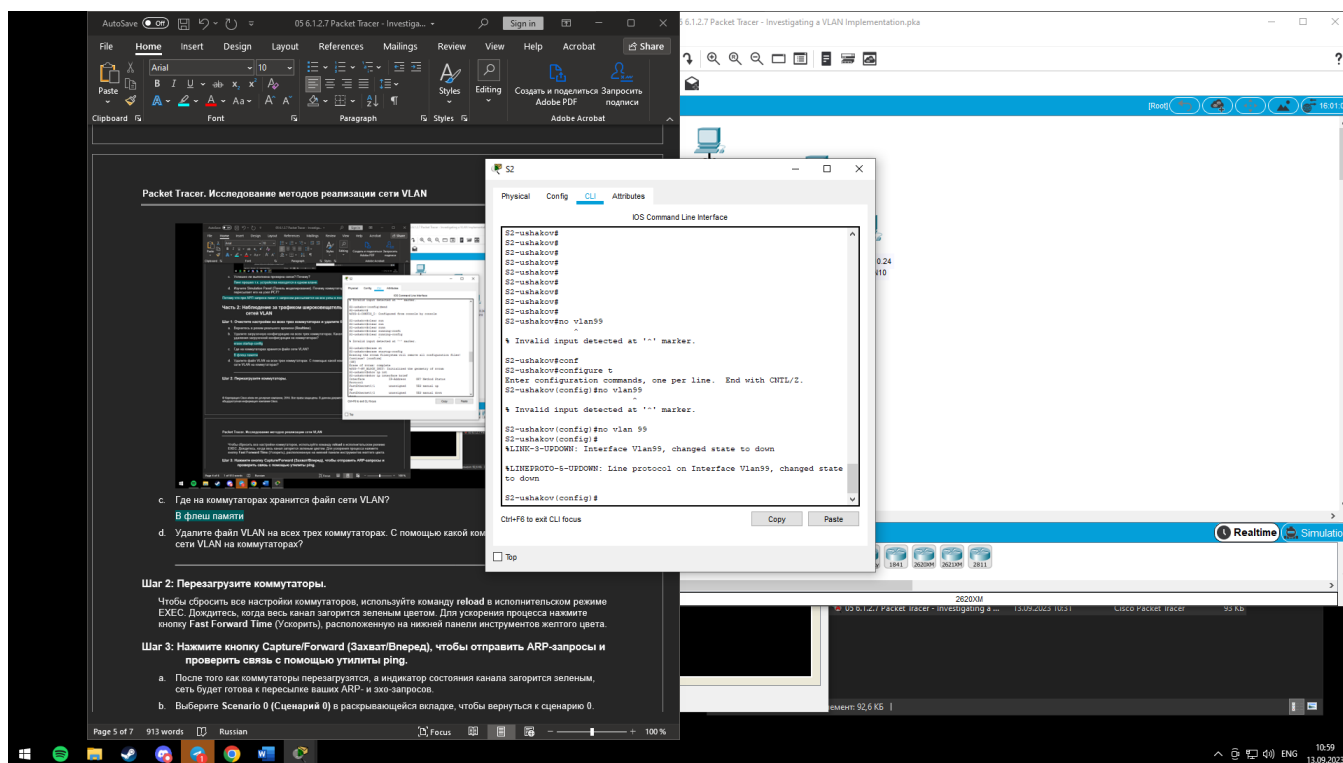 AutoSave
Off
05 6.1.2.7 Packet Tracer - Investiga...
Sign in
5 6.1.2.7 Packet Tracer - Investigating a VLAN Implementation.pka
File Home Insert Design Layout References Mailings Review View Help Acrobat
Share
Arial
10
Paste
Styles
Editing
Создать и поделиться Adobe PDF
Запросить подписи
Clipboard
Font
Paragraph
Styles
Adobe Acrobat
[Root]
16:01:0
Packet Tracer. Исследование методов реализации сети VLAN
S2
Physical Config CLI Attributes
IOS Command Line Interface
S2-ushakov#
S2-ushakov#
S2-ushakov#
S2-ushakov#
S2-ushakov#
S2-ushakov#
S2-ushakov#
S2-ushakov#
S2-ushakov#
S2-ushakov#no vlan99
^
% Invalid input detected at '^' marker.
S2-ushakov#conf
S2-ushakov#configure t
Enter configuration commands, one per line. End with CNTL/Z.
S2-ushakov(config)#no vlan99
^
% Invalid input detected at '^' marker.
S2-ushakov(config)#no vlan 99
S2-ushakov(config)#
%LINK-3-UPDOWN: Interface Vlan99, changed state to down
%LINEPROTO-5-UPDOWN: Line protocol on Interface Vlan99, changed state
to down
S2-ushakov(config)#
Ctrl+F6 to exit CLI focus
Copy
Paste
Top
0.24
N10
c. Где на коммутаторах хранится файл сети VLAN?
В флеш памяти
d. Удалите файл VLAN на всех трех коммутаторах. С помощью какой ком
сети VLAN на коммутаторах?
Шаг 2: Перезагрузите коммутаторы.
Чтобы сбросить все настройки коммутаторов, используйте команду reload в исполнительском режиме
EXEC. Дождитесь, когда весь канал загорится зеленым цветом. Для ускорения процесса нажмите
кнопку Fast Forward Time (Ускорить), расположенную на нижней панели инструментов желтого цвета.
Шаг 3: Нажмите кнопку Capture/Forward (Захват/Вперед), чтобы отправить ARP-запросы и
проверить связь с помощью утилиты ping.
a. После того как коммутаторы перезагрузятся, а индикатор состояния канала загорится зеленым,
сеть будет готова к пересылке ваших ARP- и эхо-запросов.
b. Выберите Scenario 0 (Сценарий 0) в раскрывающейся вкладке, чтобы вернуться к сценарию 0.
Realtime
Simulatio
1841 2620XM 2621XM 2811
2620XM
05 6.1.2.7 Packet Tracer - Investigating a ...
13.09.2023 10:31
Cisco Packet Tracer
93 КБ
емент: 92,6 КБ
Page 5 of 7
913 words
Russian
Focus
100 %
ENG
10:59
13.09.2023